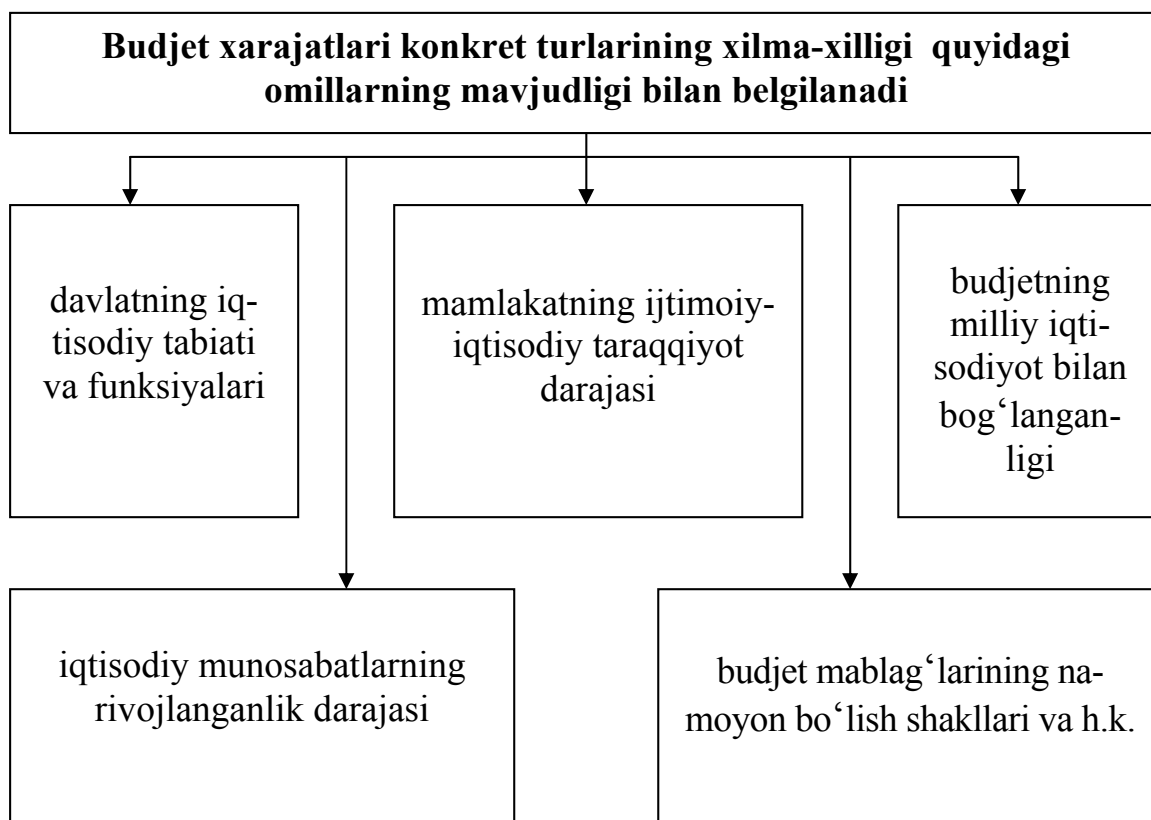 Budjet xarajatlari konkret turlarining xilma-xilligi quyidagi
omillarning mavjudligi bilan belgilanadi
davlatning iq-
tisodiy tabiati
va funksiyalari
mamlakatning ijtimoiy-
iqtisodiy taraqqiyot
darajasi
budjetning
milliy iqti-
sodiyot bilan
bog‘langan-
ligi
iqtisodiy munosabatlarning
rivojlanganlik darajasi
budjet mablag‘larining na-
moyon bo‘lish shakllari va h.k.